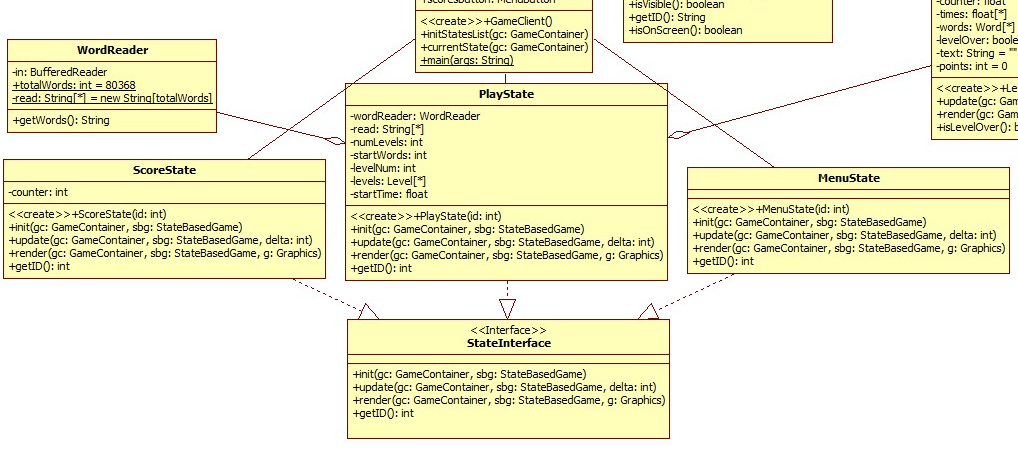 +scoresButton: MenuButton
<<create>>+GameClient()
+initStatesList(gc: GameContainer)
+currentState(gc: GameContainer)
+main(args: String)
+isVisible(): boolean
+getID(): String
+isOnScreen(): boolean
-counter: float
-times: float[*]
-words: Word[*]
-levelOver: boole
-text: String = ""
-points: int = 0
<<create>>+Le
+update(gc: Gam
+render(gc: Gam
+isLevelOver(): b
WordReader
-in: BufferedReader
+totalWords: int = 80368
-read: String[*] = new String[totalWords]
+getWords(): String
PlayState
-wordReader: WordReader
-read: String[*]
-numLevels: int
-startWords: int
-levelNum: int
-levels: Level[*]
-startTime: float
<<create>>+PlayState(id: int)
+init(gc: GameContainer, sbg: StateBasedGame)
+update(gc: GameContainer, sbg: StateBasedGame, delta: int)
+render(gc: GameContainer, sbg: StateBasedGame, g: Graphics)
+getID(): int
ScoreState
-counter: int
<<create>>+ScoreState(id: int)
+init(gc: GameContainer, sbg: StateBasedGame)
+update(gc: GameContainer, sbg: StateBasedGame, delta: int)
+render(gc: GameContainer, sbg: StateBasedGame, g: Graphics)
+getID(): int
MenuState
<<create>>+MenuState(id: int)
+init(gc: GameContainer, sbg: StateBasedGame)
+update(gc: GameContainer, sbg: StateBasedGame, delta: int)
+render(gc: GameContainer, sbg: StateBasedGame, g: Graphics)
+getID(): int
<<Interface>>
StateInterface
+init(gc: GameContainer, sbg: StateBasedGame)
+update(gc: GameContainer, sbg: StateBasedGame, delta: int)
+render(gc: GameContainer, sbg: StateBasedGame, g: Graphics)
+getID(): int